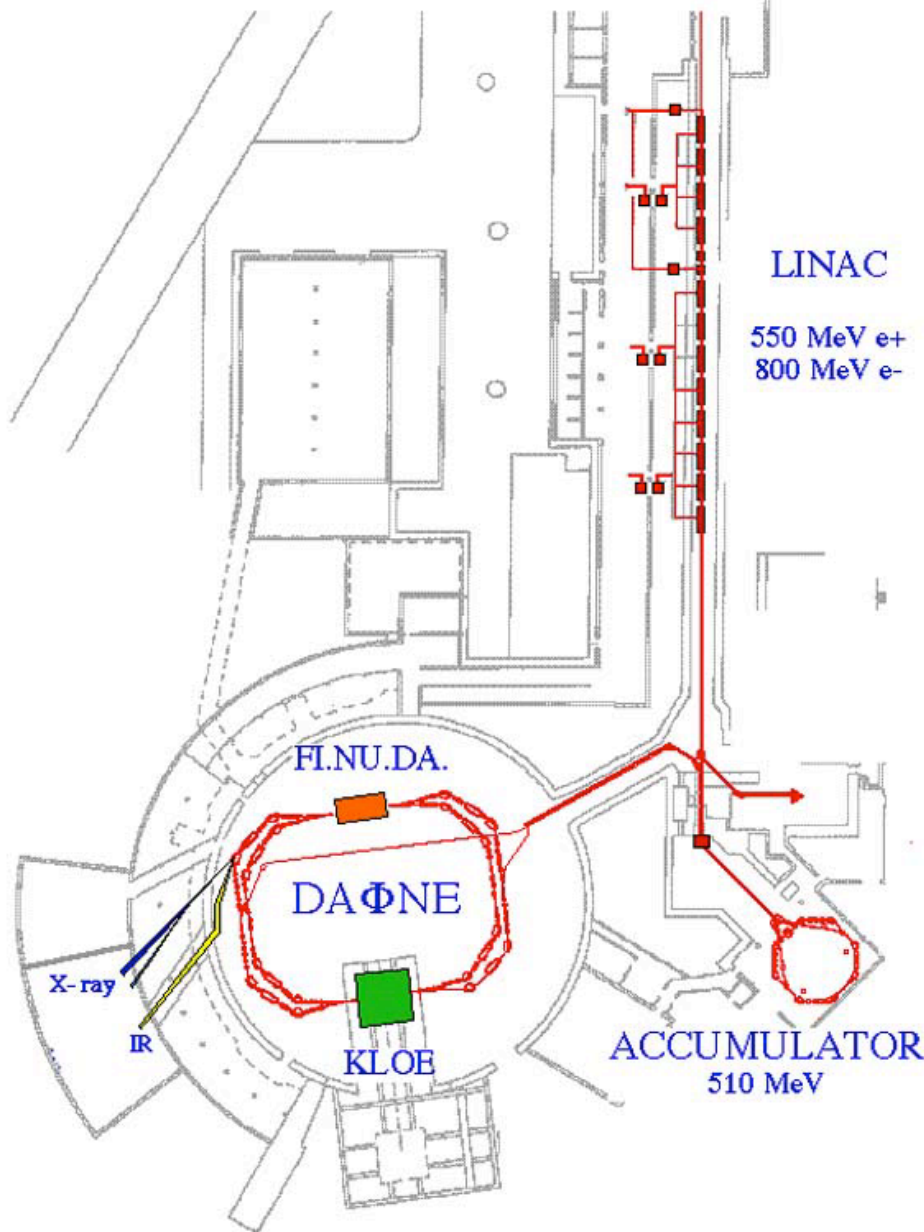 LINAC
550 MeV e+
800 MeV e-
FI.NU.DA.
DAΦNE
X- ray
IR
KLOE
ACCUMULATOR
510 MeV